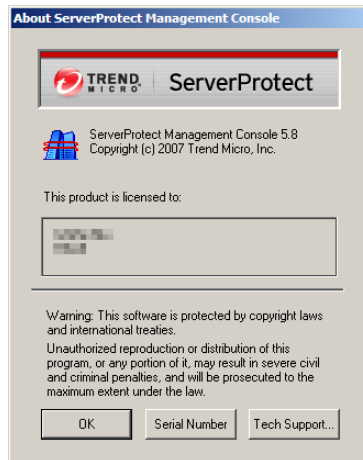 About ServerProtect Management Console
TREND
MICRO
ServerProtect
ServerProtect Management Console 5.8
Copyright (c) 2007 Trend Micro, Inc.
This product is licensed to:
Warning: This software is protected by copyright laws
and international treaties.
Unauthorized reproduction or distribution of this
program, or any portion of it, may result in severe civil
and criminal penalties, and will be prosecuted to the
maximum extent under the law.
OK
Serial Number
Tech Support...